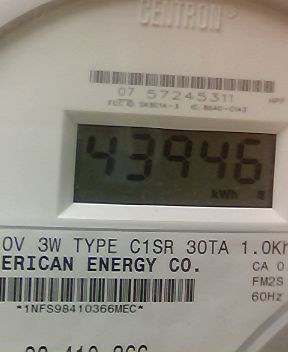 CENTRON®
07 57245311
43946
kWh
0V 3W TYPE C1SR 30TA 1.0Kh
ERICAN ENERGY CO.
CA 0.
FM2S
60Hz
*1NFS98410366MEC*